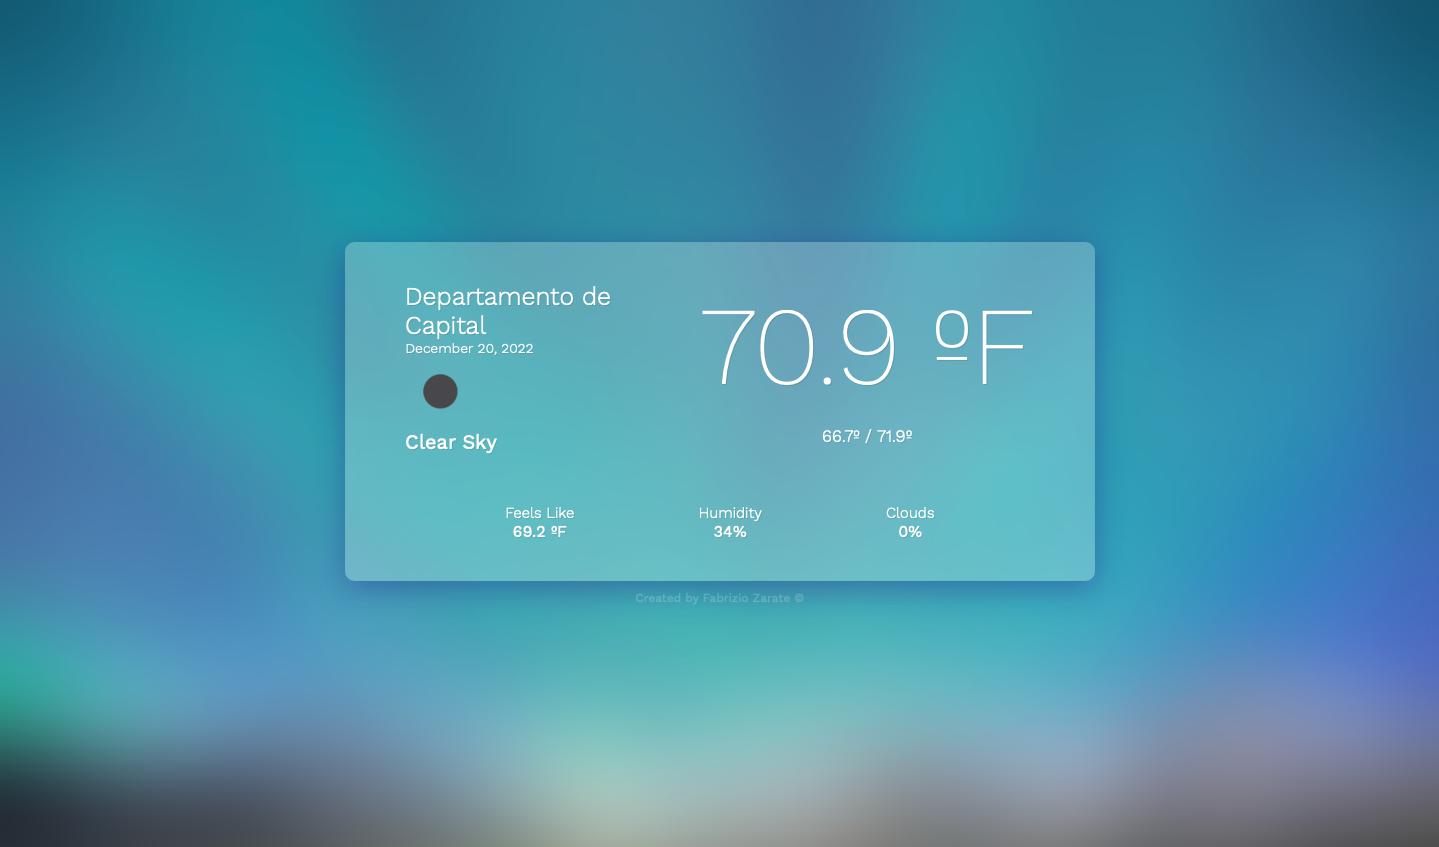 Departamento de
Capital
December 20, 2022
Clear Sky
70.9 ºF
66.7º / 71.9º
Feels Like
69.2 ºF
Humidity
34%
Clouds
0%
Created by Fabrizio Zarate ©